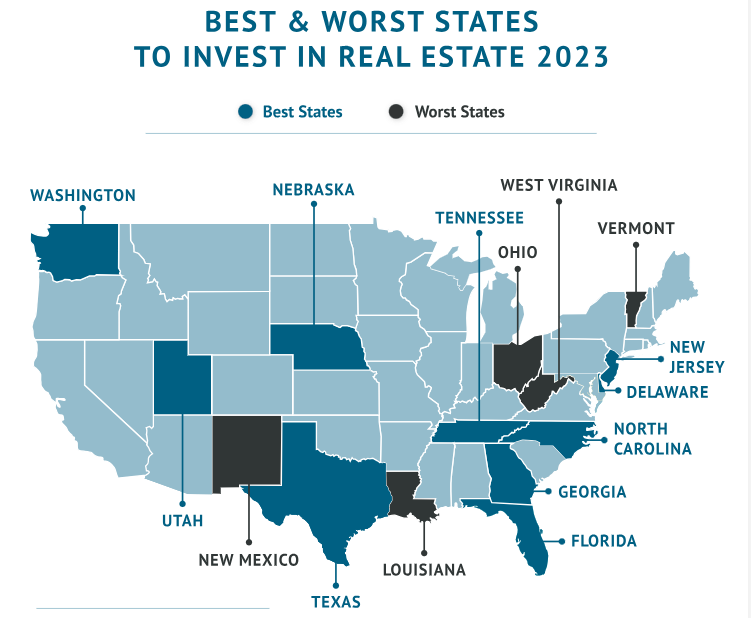 BEST & WORST STATES
TO INVEST IN REAL ESTATE 2023
Best States
Worst States
WASHINGTON
NEBRASKA
WEST VIRGINIA
TENNESSEE
OHIO
VERMONT
NEW
JERSEY
DELAWARE
NORTH
CAROLINA
GEORGIA
FLORIDA
UTAH
NEW MEXICO
LOUISIANA
TEXAS